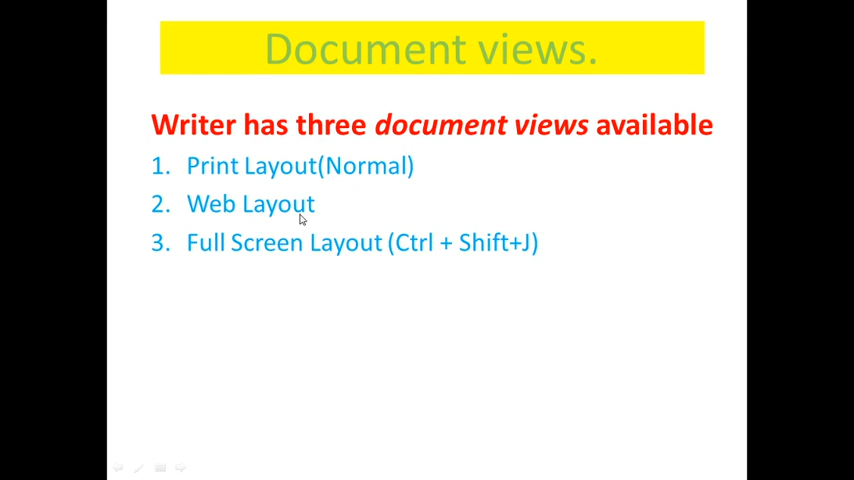 Document views.
Writer has three document views available
1. Print Layout(Normal)
2. Web Layout
3. Full Screen Layout (Ctrl + Shift+J)